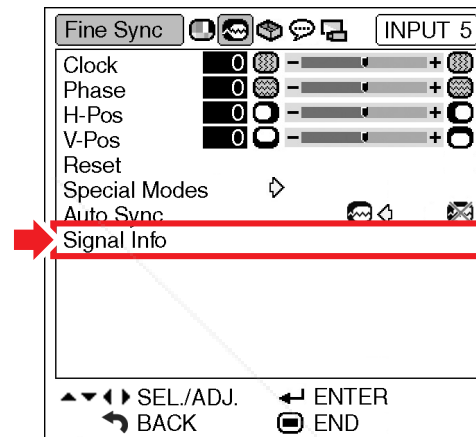 Fine Sync INPUT 5
Clock 0 - +
Phase 0 - +
H-Pos 0 - +
V-Pos 0 - +
Reset
Special Modes
Auto Sync
Signal Info
SEL./ADJ. ENTER
BACK END